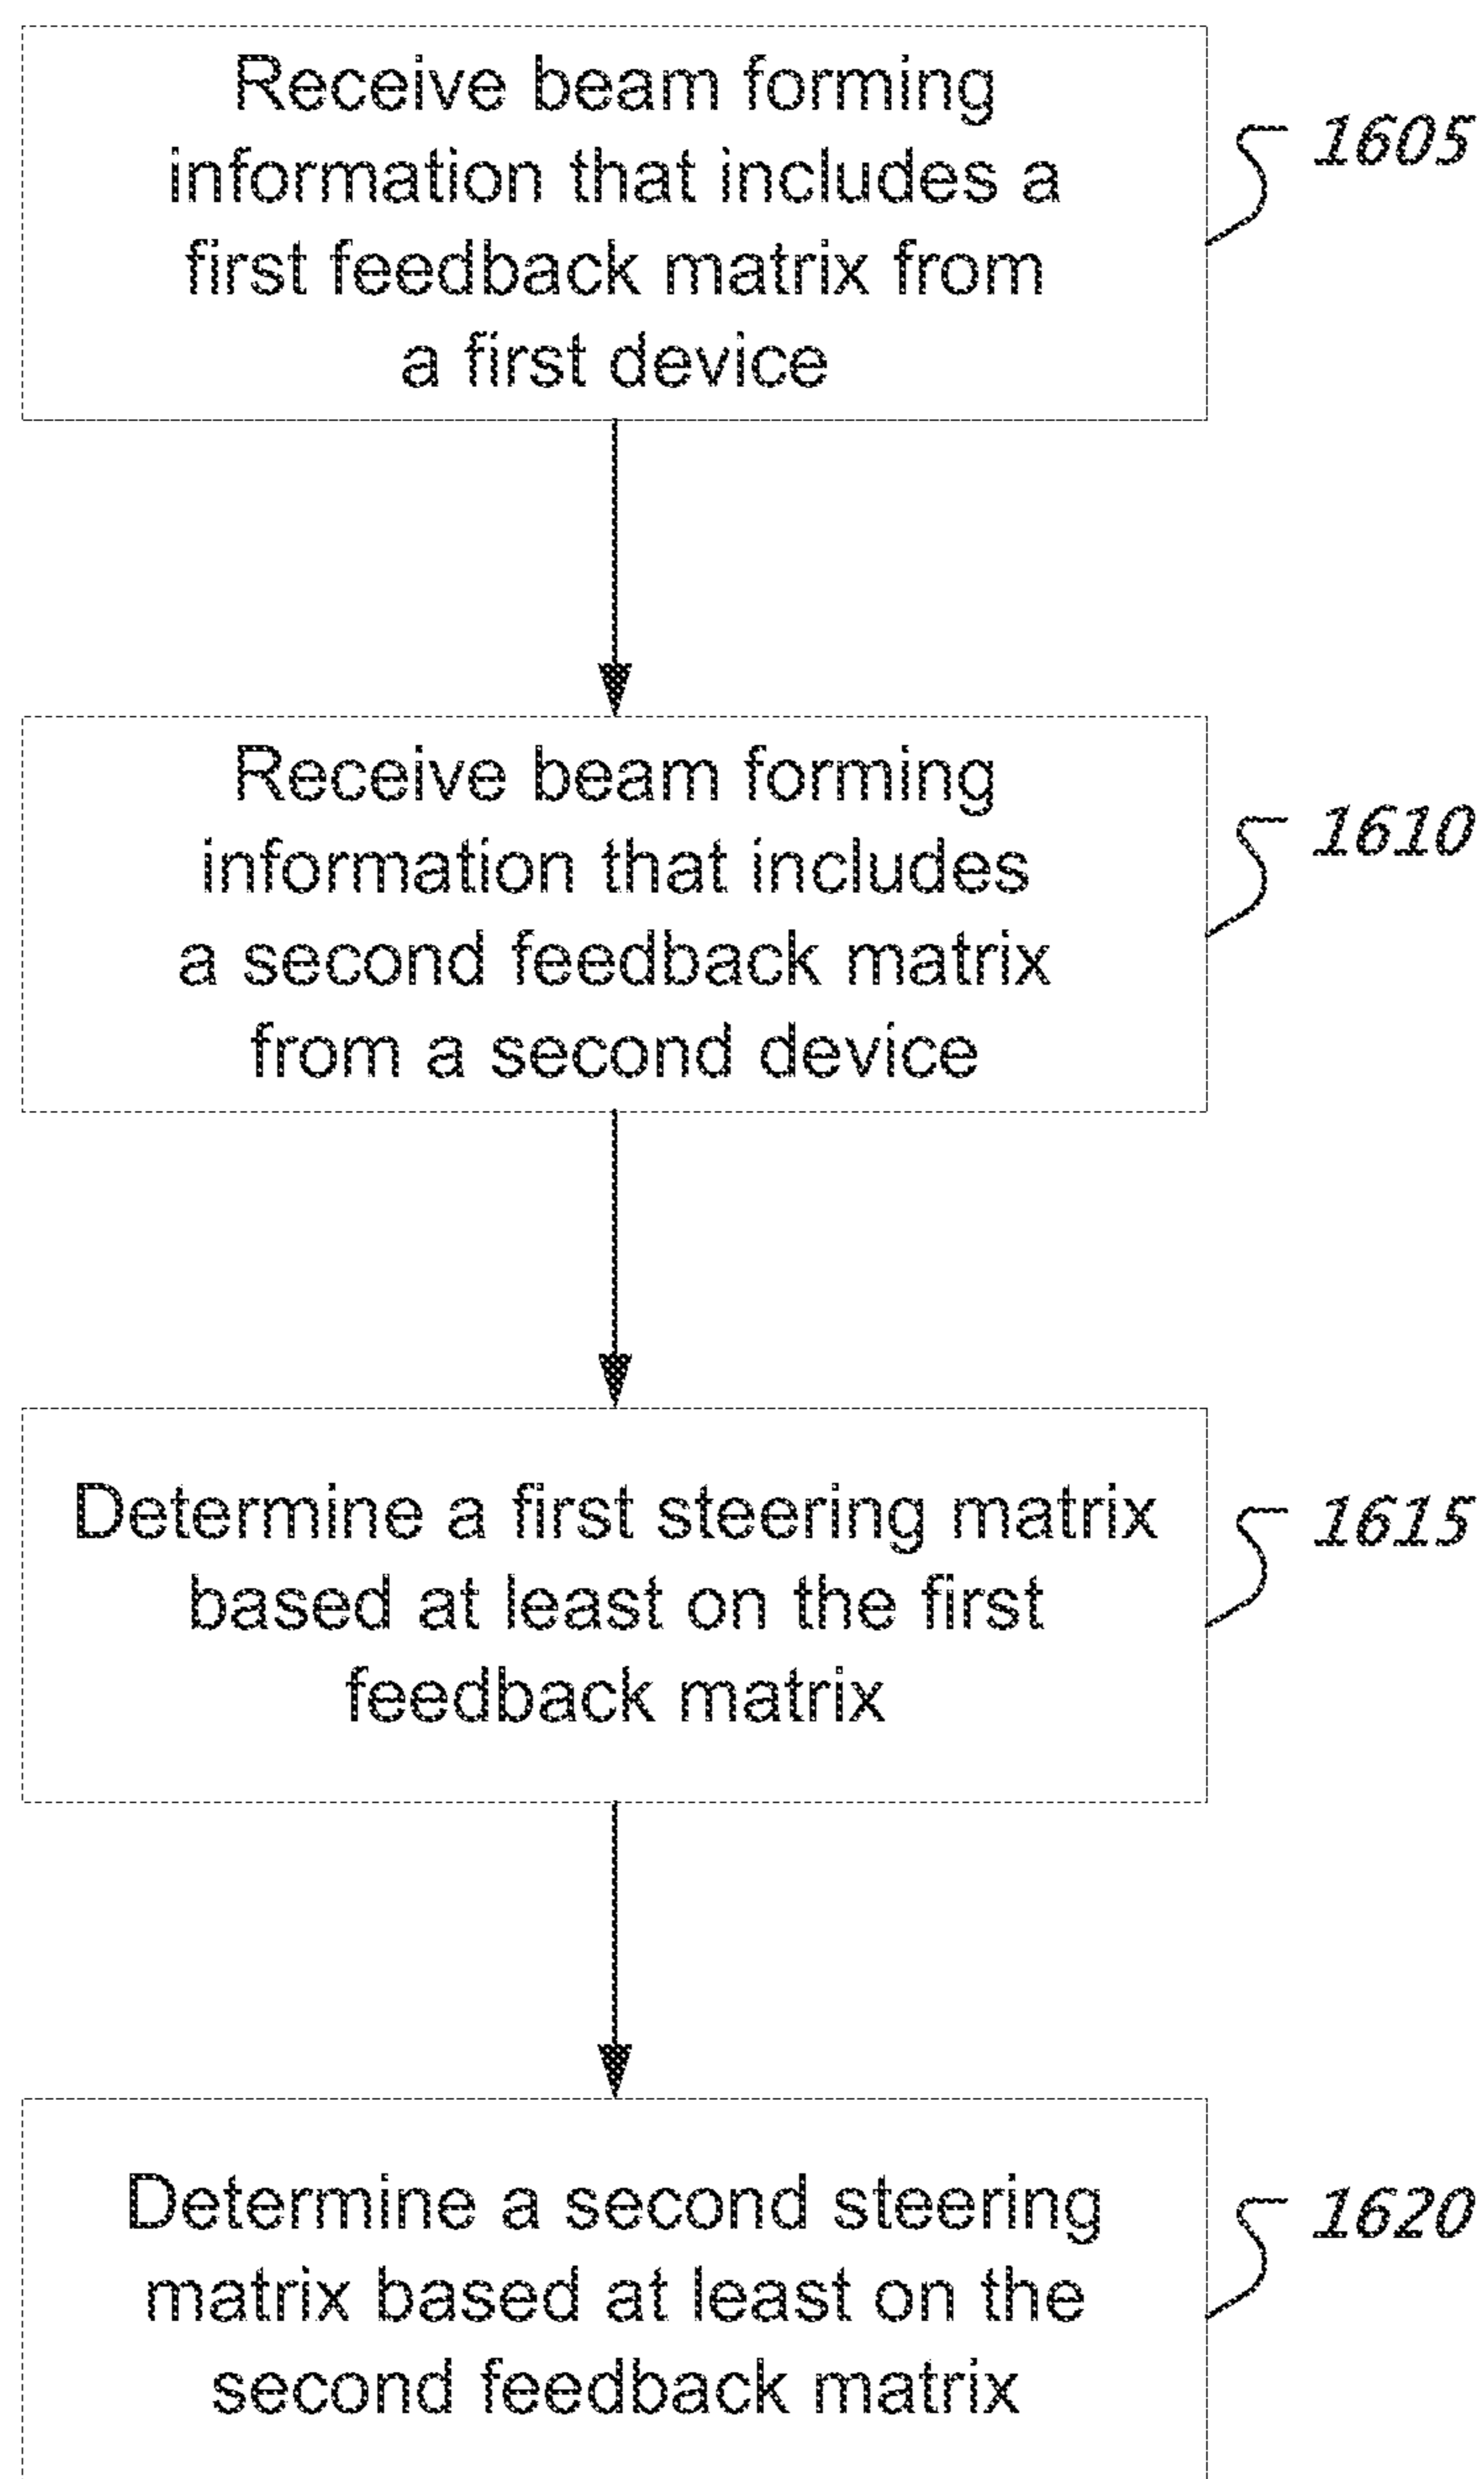 Receive beam forming
information that includes a
first feedback matrix from
a first device
1605
Receive beam forming
information that includes
a second feedback matrix
from a second device
1610
Determine a first steering matrix
based at least on the first
feedback matrix
1615
Determine a second steering
matrix based at least on the
second feedback matrix
1620